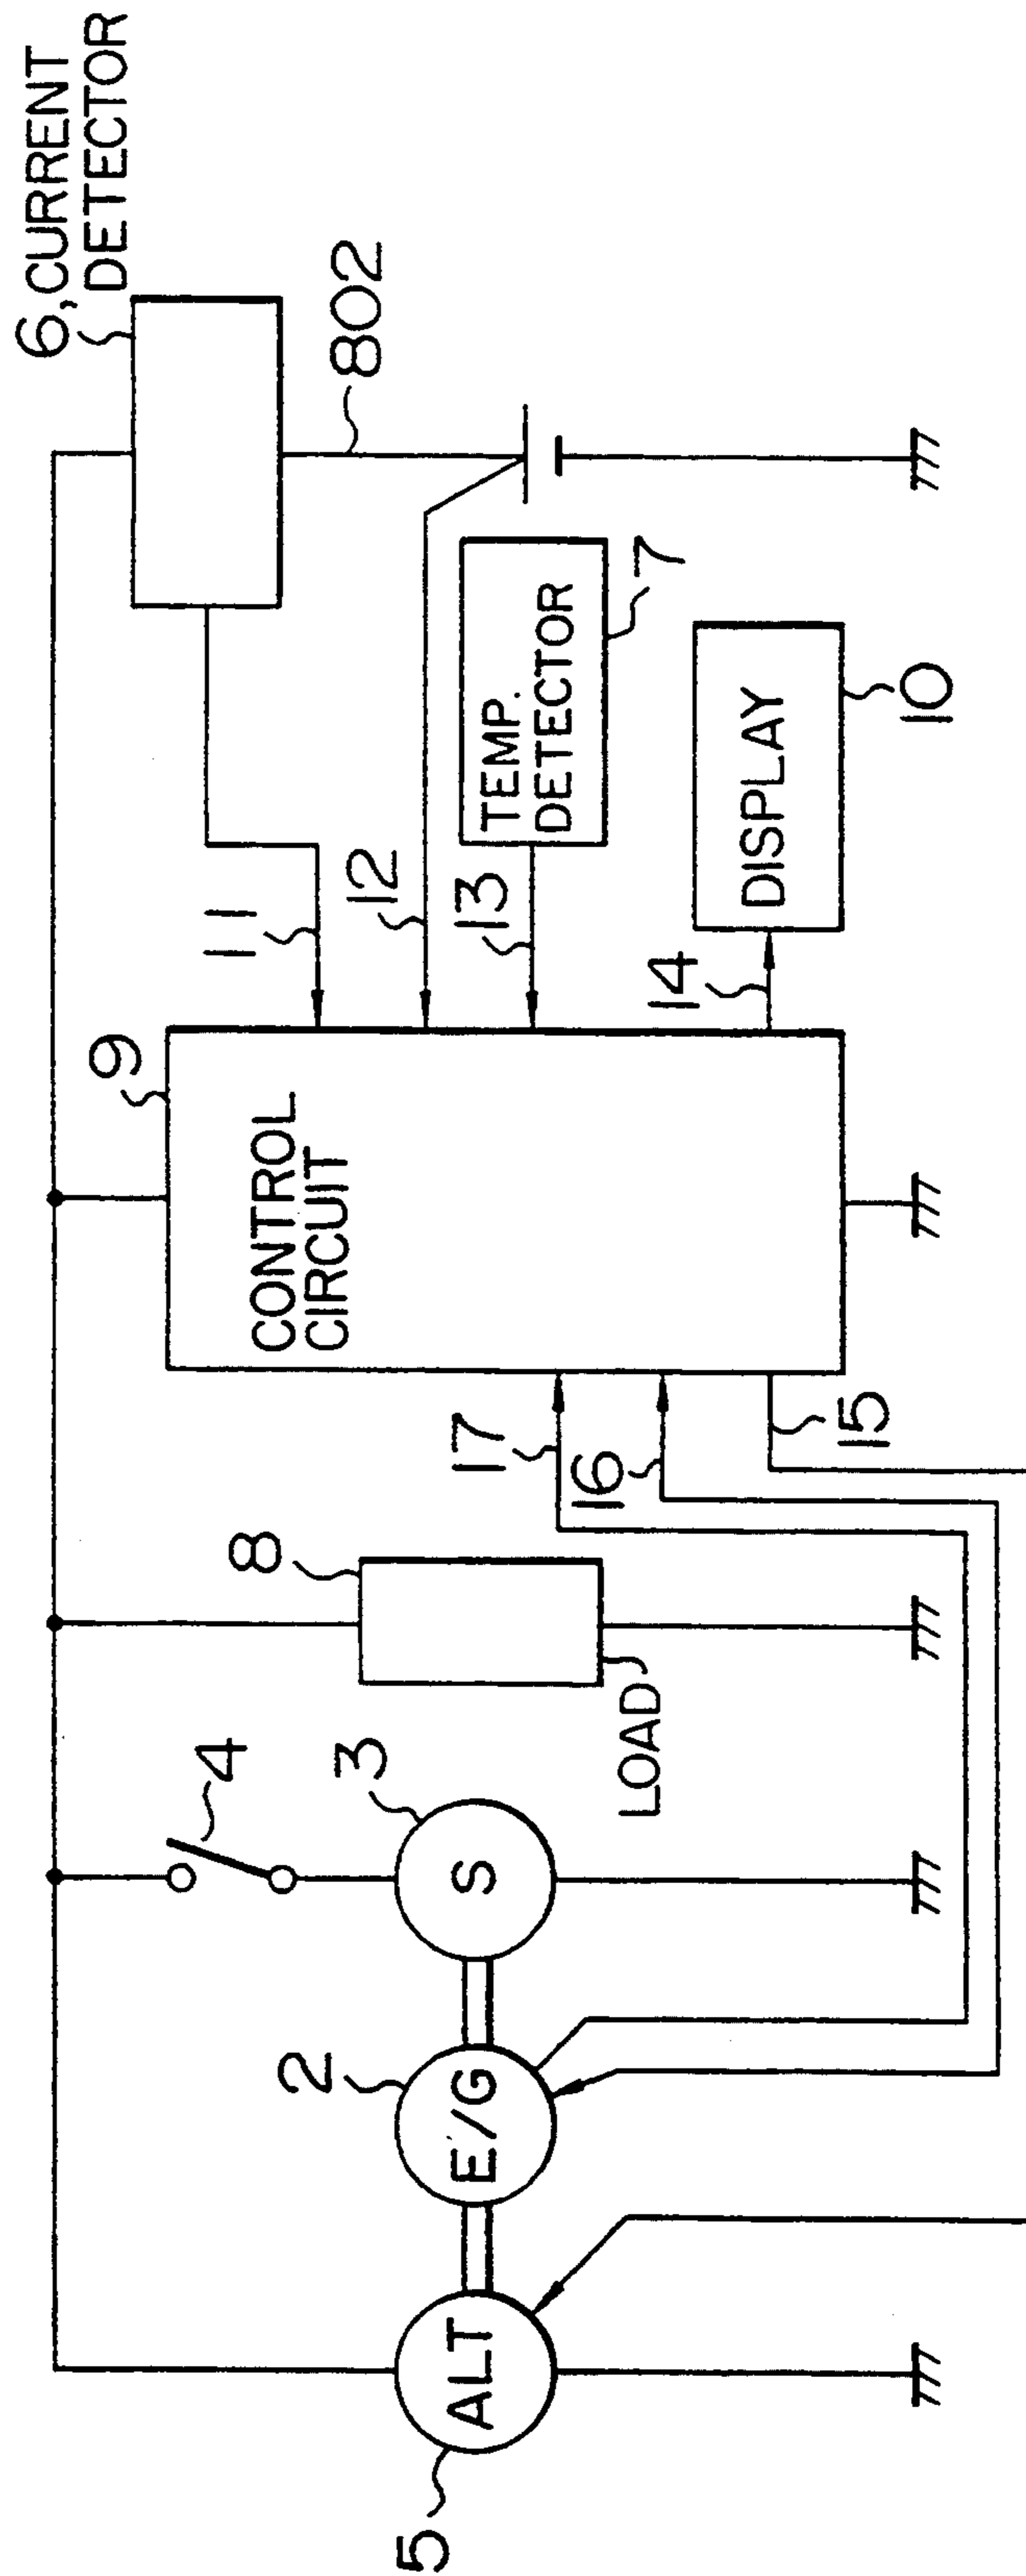 6, CURRENT
DETECTOR
802
9
11
12
13
14
CONTROL
CIRCUIT
TEMP.
DETECTOR
7
DISPLAY
10
17
16
15
8
LOAD
4
3
S
2
E/G
ALT
5